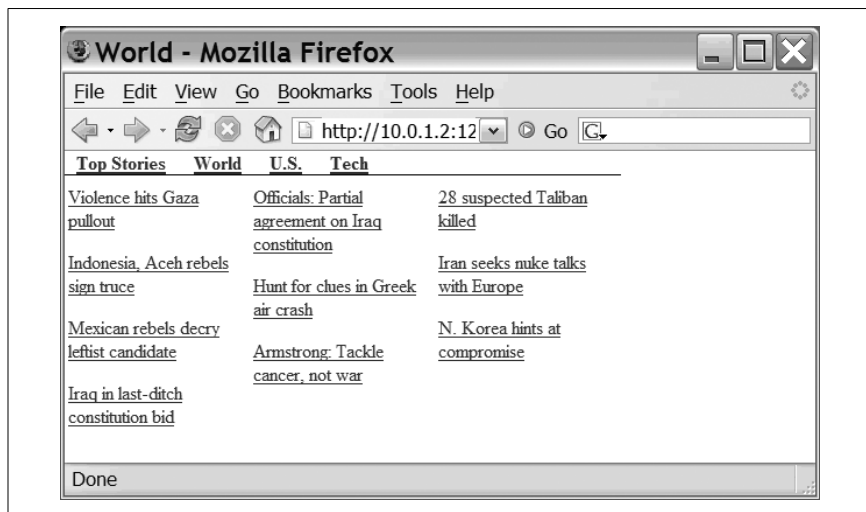 World - Mozilla Firefox
File Edit View Go Bookmarks Tools Help
http://10.0.1.2:12 Go G
Top Stories World U.S. Tech
Violence hits Gaza
pullout
Indonesia, Aceh rebels
sign truce
Mexican rebels decry
leftist candidate
Iraq in last-ditch
constitution bid
Officials: Partial
agreement on Iraq
constitution
Hunt for clues in Greek
air crash
Armstrong: Tackle
cancer, not war
28 suspected Taliban
killed
Iran seeks nuke talks
with Europe
N. Korea hints at
compromise
Done